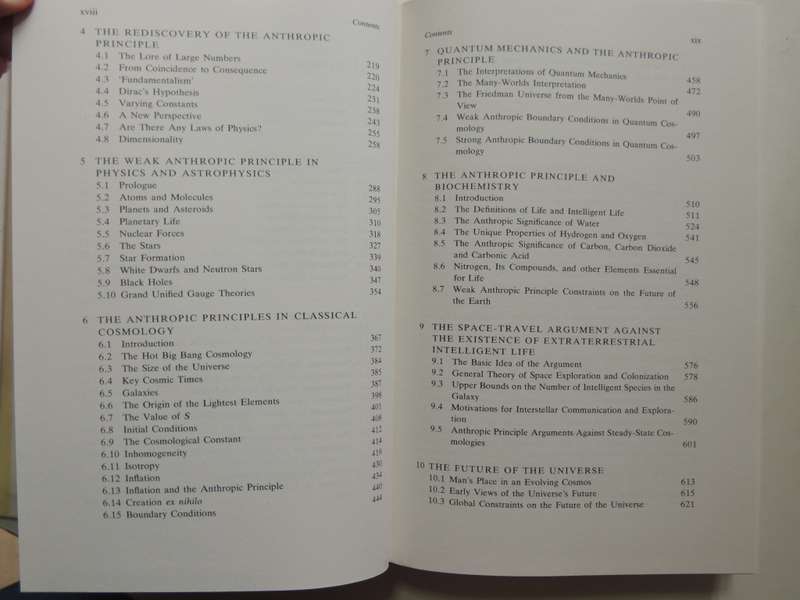 xviii
Contents
4 THE REDISCOVERY OF THE ANTHROPIC
PRINCIPLE
4.1 The Lore of Large Numbers 219
4.2 From Coincidence to Consequence 220
4.3 'Fundamentalism' 224
4.4 Dirac's Hypothesis 231
4.5 Varying Constants 238
4.6 A New Perspective 243
4.7 Are There Any Laws of Physics? 255
4.8 Dimensionality 258
5 THE WEAK ANTHROPIC PRINCIPLE IN
PHYSICS AND ASTROPHYSICS
5.1 Prologue 288
5.2 Atoms and Molecules 295
5.3 Planets and Asteroids 305
5.4 Planetary Life 310
5.5 Nuclear Forces 318
5.6 The Stars 327
5.7 Star Formation 339
5.8 White Dwarfs and Neutron Stars 340
5.9 Black Holes 347
5.10 Grand Unified Gauge Theories 354
6 THE ANTHROPIC PRINCIPLES IN CLASSICAL
COSMOLOGY
6.1 Introduction 367
6.2 The Hot Big Bang Cosmology 372
6.3 The Size of the Universe 384
6.4 Key Cosmic Times 385
6.5 Galaxies 387
6.6 The Origin of the Lightest Elements 398
6.7 The Value of S 401
6.8 Initial Conditions 408
6.9 The Cosmological Constant 412
6.10 Inhomogeneity 414
6.11 Isotropy 419
6.12 Inflation 430
6.13 Inflation and the Anthropic Principle 434
6.14 Creation ex nihilo 440
6.15 Boundary Conditions 444
Contents
xix
7 QUANTUM MECHANICS AND THE ANTHROPIC
PRINCIPLE
7.1 The Interpretations of Quantum Mechanics 458
7.2 The Many-Worlds Interpretation 472
7.3 The Friedman Universe from the Many-Worlds Point of
View 490
7.4 Weak Anthropic Boundary Conditions in Quantum Cos-
mology 497
7.5 Strong Anthropic Boundary Conditions in Quantum Cos-
mology 503
8 THE ANTHROPIC PRINCIPLE AND
BIOCHEMISTRY
8.1 Introduction 510
8.2 The Definitions of Life and Intelligent Life 511
8.3 The Anthropic Significance of Water 524
8.4 The Unique Properties of Hydrogen and Oxygen 541
8.5 The Anthropic Significance of Carbon, Carbon Dioxide
and Carbonic Acid 545
8.6 Nitrogen, Its Compounds, and other Elements Essential
for Life 548
8.7 Weak Anthropic Principle Constraints on the Future of
the Earth 556
9 THE SPACE-TRAVEL ARGUMENT AGAINST
THE EXISTENCE OF EXTRATERRESTRIAL
INTELLIGENT LIFE
9.1 The Basic Idea of the Argument 576
9.2 General Theory of Space Exploration and Colonization 578
9.3 Upper Bounds on the Number of Intelligent Species in the
Galaxy 586
9.4 Motivations for Interstellar Communication and Explora-
tion 590
9.5 Anthropic Principle Arguments Against Steady-State Cos-
mologies 601
10 THE FUTURE OF THE UNIVERSE
10.1 Man's Place in an Evolving Cosmos 613
10.2 Early Views of the Universe's Future 615
10.3 Global Constraints on the Future of the Universe 621